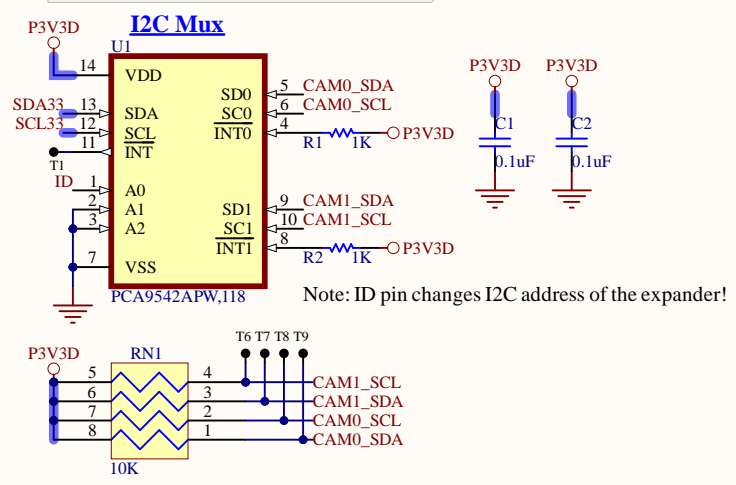 I2C Mux
P3V3D
U1
14 VDD
SDA33 13 SDA
SCL33 12 SCL
T1 11 INT
ID 1 A0
2 A1
3 A2
7 VSS
SD0 5 CAM0_SDA
SC0 6 CAM0_SCL
INT0 4 R1 1K P3V3D
SD1 9 CAM1_SDA
SC1 10 CAM1_SCL
INT1 8 R2 1K P3V3D
PCA9542APW,118
P3V3D P3V3D
C1 C2
0.1uF 0.1uF
Note: ID pin changes I2C address of the expander!
T6 T7 T8 T9
P3V3D RN1
5 4 CAM1_SCL
6 3 CAM1_SDA
7 2 CAM0_SCL
8 1 CAM0_SDA
10K